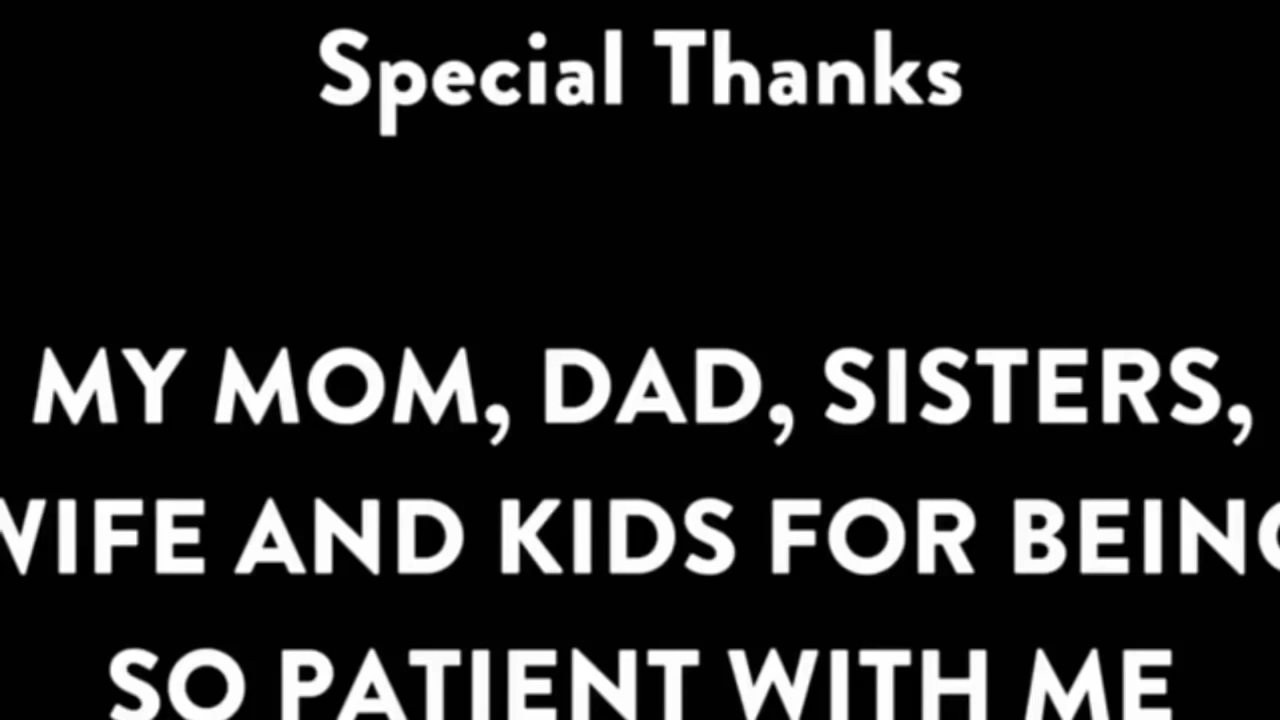 Special Thanks
MY MOM, DAD, SISTERS,
WIFE AND KIDS FOR BEING
SO PATIENT WITH ME